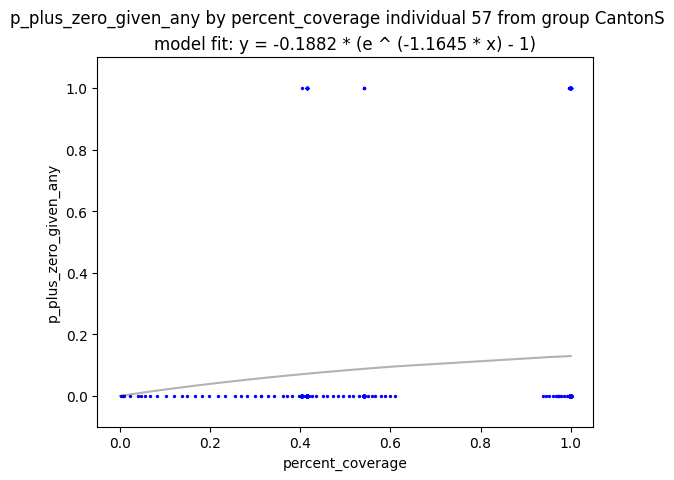 p_plus_zero_given_any by percent_coverage individual 57 from group CantonS
model fit: y = -0.1882 * (e ^ (-1.1645 * x) - 1)
1.0
0.8
0.6
0.4
0.2
0.0
p_plus_zero_given_any
0.0 0.2 0.4 0.6 0.8 1.0
percent_coverage